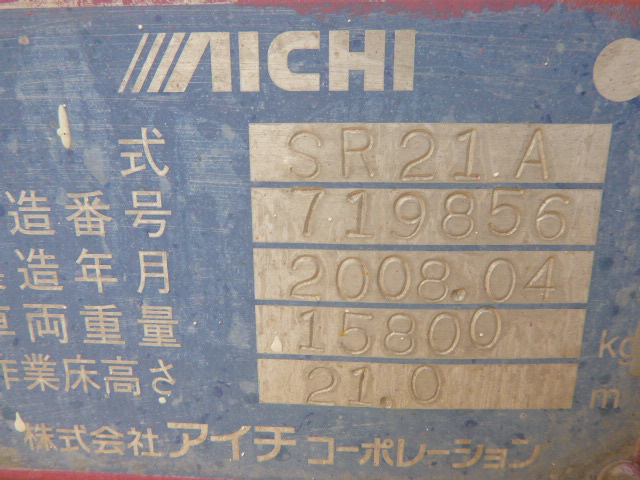 AICHI
式 SR21A
造番号 719856
造年月 2008.04
車両重量 15800 kg
作業床高さ 21.0 m
株式会社 アイチ コーポレーション